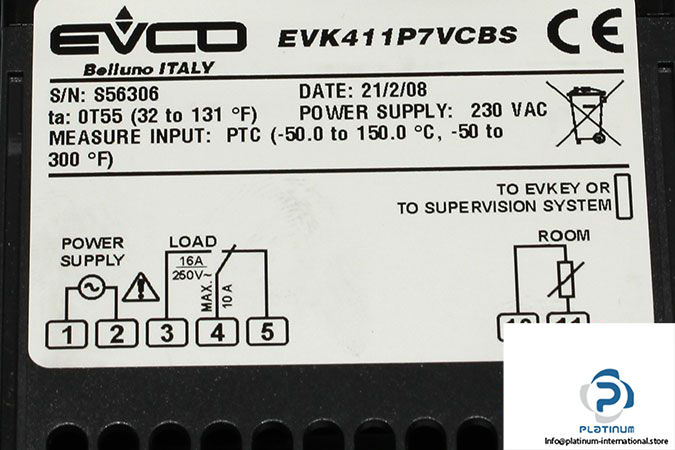 EVCO EVK411P7VCBS CE
Belluno ITALY
S/N: S56306 DATE: 21/2/08
ta: 0T55 (32 to 131 °F) POWER SUPPLY: 230 VAC
MEASURE INPUT: PTC (-50.0 to 150.0 °C, -50 to
300 °F)
TO EVKEY OR
TO SUPERVISION SYSTEM
POWER
SUPPLY
LOAD
16A
250V~
MAX.
10 A
ROOM
1 2 3 4 5
PLATINUM
Info@platinum-international.store